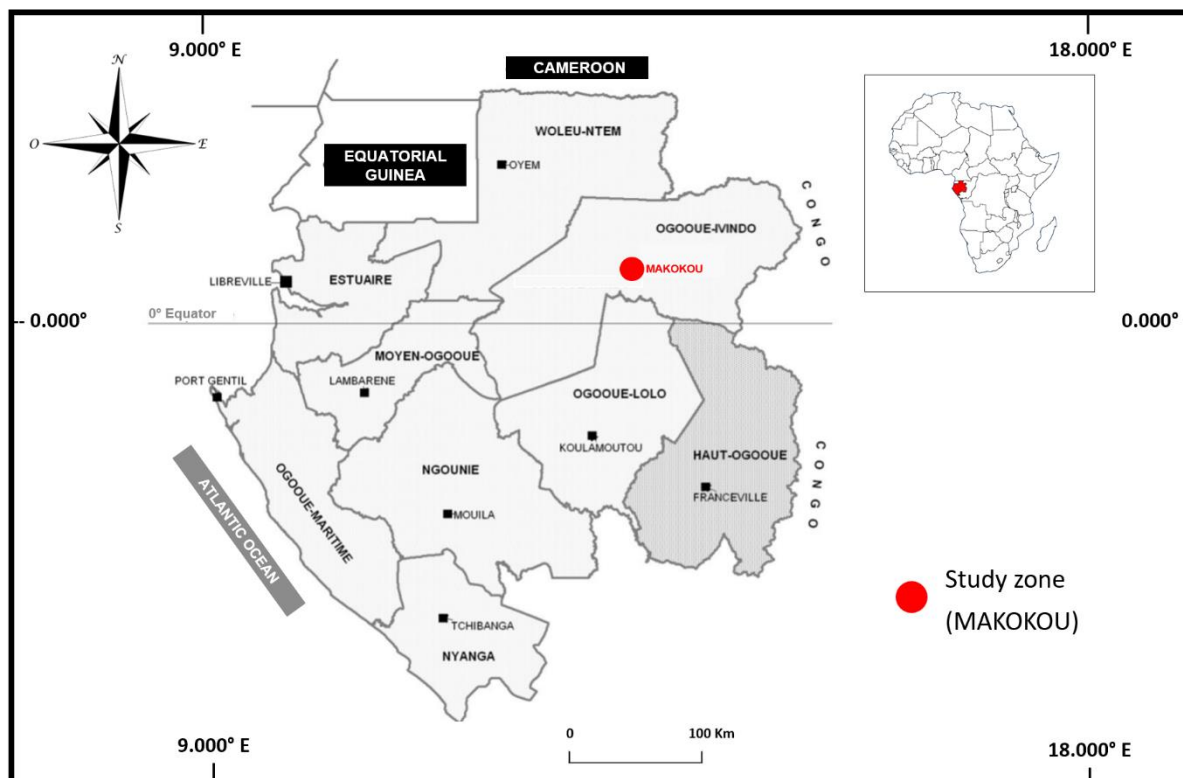 9.000° E
18.000° E
N
O
E
S
CAMEROON
WOLEU-NTEM
EQUATORIAL
GUINEA
OYEM
CONGO
OGOOUE-IVINDO
MAKOKOU
LIBREVILLE
ESTUAIRE
-- 0.000°
0° Equator
0.000°
MOYEN-OGOOUE
PORT GENTIL
LAMBARENE
OGOOUE-LOLO
KOULAMOUTOU
HAUT-OGOOUE
CONGO
NGOUNIE
FRANCEVILLE
OGOOUE-MARITIME
ATLANTIC OCEAN
MOUILA
Study zone
(MAKOKOU)
TCHIBANGA
NYANGA
0
100 Km
9.000° E
18.000° E